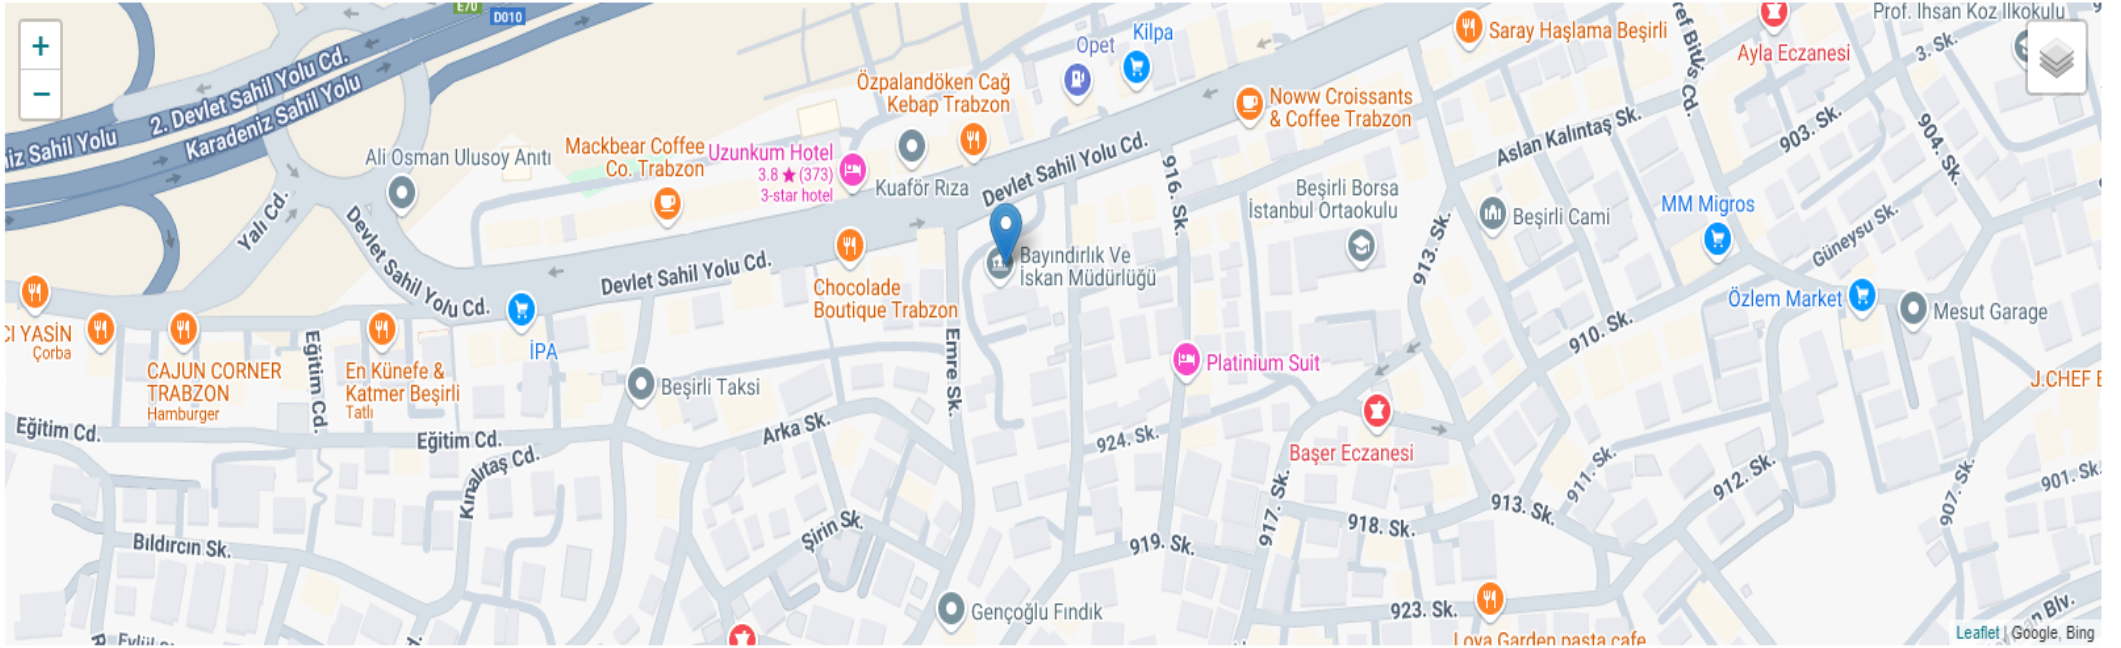 E70
D010
Prof. İhsan Koz İlkokulu
+
−
2. Devlet Sahil Yolu Cd.
Karadeniz Sahil Yolu
Sahil Yolu
Ali Osman Ulusoy Anıtı
Yalı Cd.
Devlet Sahil Yolu Cd.
Mackbear Coffee
Co. Trabzon
Uzunkum Hotel
3.8 ★ (373)
3-star hotel
Özpalandöken Cağ
Kebap Trabzon
Kuaför Rıza
Opet
Kilpa
Devlet Sahil Yolu Cd.
Noww Croissants
& Coffee Trabzon
Saray Haşlama Beşirli
Ayla Eczanesi
3. Sk.
903. Sk.
904. Sk.
Aslan Kalıntaş Sk.
916. Sk.
Beşirli Borsa
İstanbul Ortaokulu
913. Sk.
Beşirli Cami
MM Migros
Güneysu Sk.
Özlem Market
Mesut Garage
910. Sk.
Bayındırlık Ve
İskan Müdürlüğü
Devlet Sahil Yolu Cd.
Chocolade
Boutique Trabzon
İPA
YASİN
Çorba
CAJUN CORNER
TRABZON
Hamburger
Eğitim Cd.
En Künefe &
Katmer Beşirli
Tatlı
Beşirli Taksi
Emre Sk.
Platinium Suit
Başer Eczanesi
J.CHEF
Eğitim Cd.
Eğitim Cd.
Arka Sk.
924. Sk.
Kınalıtaş Cd.
911. Sk.
912. Sk.
901. Sk.
907. Sk.
913. Sk.
917. Sk.
918. Sk.
Bıldırcın Sk.
Şirin Sk.
919. Sk.
Gençoğlu Fındık
923. Sk.
Blv.
Lova Garden pasta cafe
Leaflet | Google, Bing